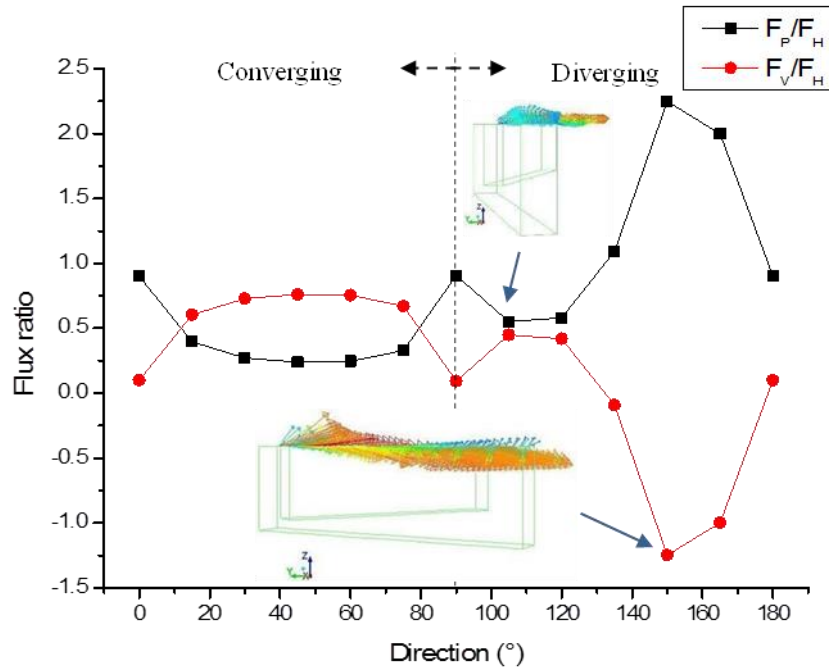 F_P/F_H
F_V/F_H
Converging
Diverging
2.5
2.0
1.5
1.0
0.5
0.0
-0.5
-1.0
-1.5
Flux ratio
0 20 40 60 80 100 120 140 160 180
Direction (°)
Z
Y X
Z
Y X